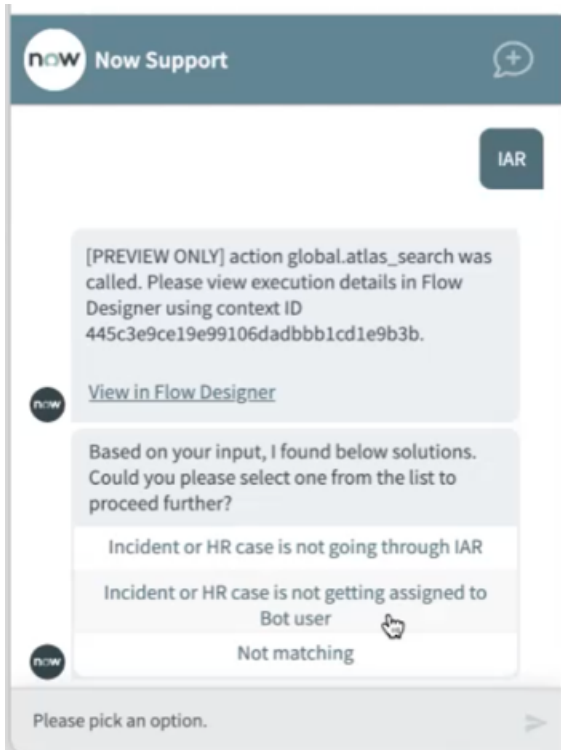 now Now Support
IAR
[PREVIEW ONLY] action global.atlas_search was
called. Please view execution details in Flow
Designer using context ID
445c3e9ce19e99106dadbbb1cd1e9b3b.
View in Flow Designer
now
Based on your input, I found below solutions.
Could you please select one from the list to
proceed further?
Incident or HR case is not going through IAR
Incident or HR case is not getting assigned to
Bot user
Not matching
now
Please pick an option.